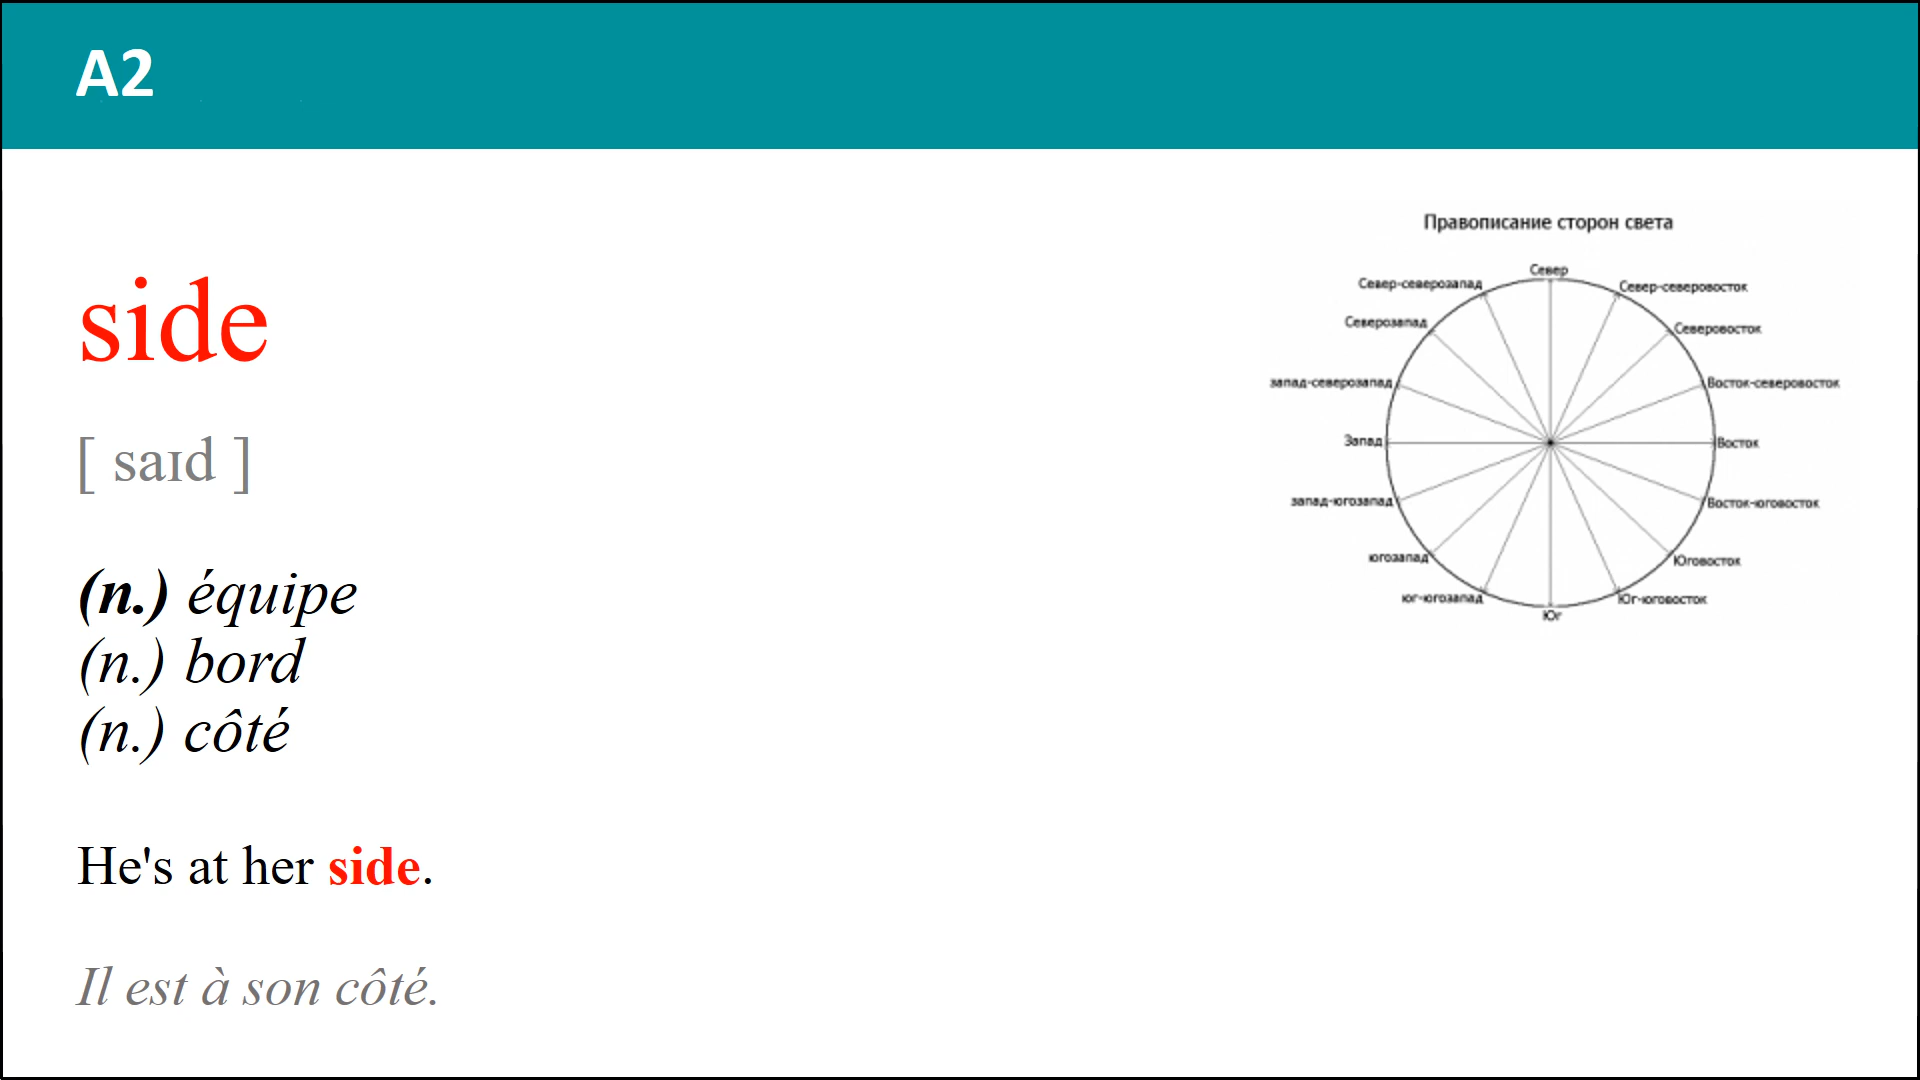 A2
side
[ saɪd ]
(n.) équipe
(n.) bord
(n.) côté
He's at her side.
Il est à son côté.
Правописание сторон света
Север
Север-северозапад
Север-северовосток
Северозапад
Северовосток
запад-северозапад
Восток-северовосток
Запад
Восток
запад-югозапад
Восток-юговосток
югозапад
Юговосток
юг-югозапад
Юг-юговосток
Юг